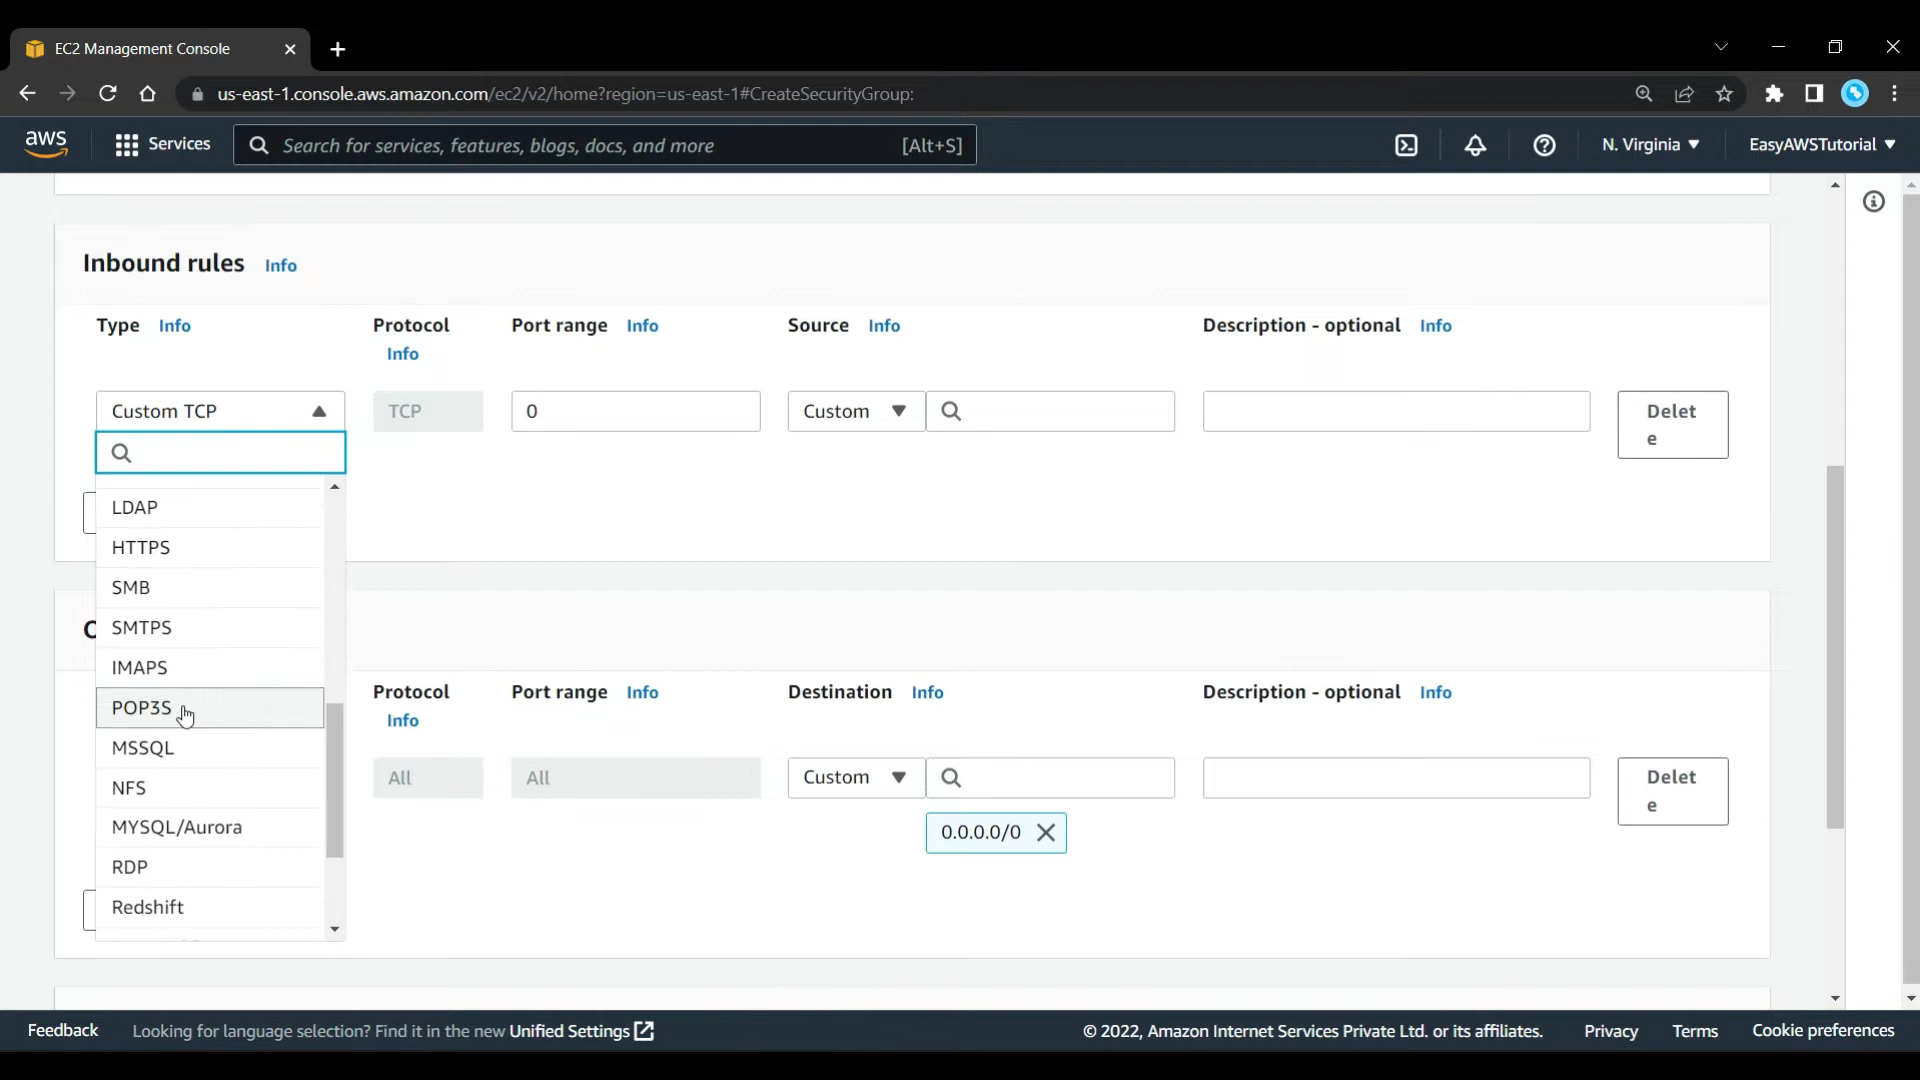 EC2 Management Console
us-east-1.console.aws.amazon.com/ec2/v2/home?region=us-east-1#CreateSecurityGroup:
aws Services Search for services, features, blogs, docs, and more [Alt+S] N. Virginia EasyAWSTutorial
Inbound rules Info
Type Info Protocol Port range Info Source Info Description - optional Info
Info
Custom TCP TCP 0 Custom Delet
e
LDAP
HTTPS
SMB
SMTPS
IMAPS
POP3S
MSSQL
NFS
MYSQL/Aurora
RDP
Redshift
Protocol Port range Info Destination Info Description - optional Info
Info
All All Custom Delet
e
0.0.0.0/0
Feedback Looking for language selection? Find it in the new Unified Settings © 2022, Amazon Internet Services Private Ltd. or its affiliates. Privacy Terms Cookie preferences